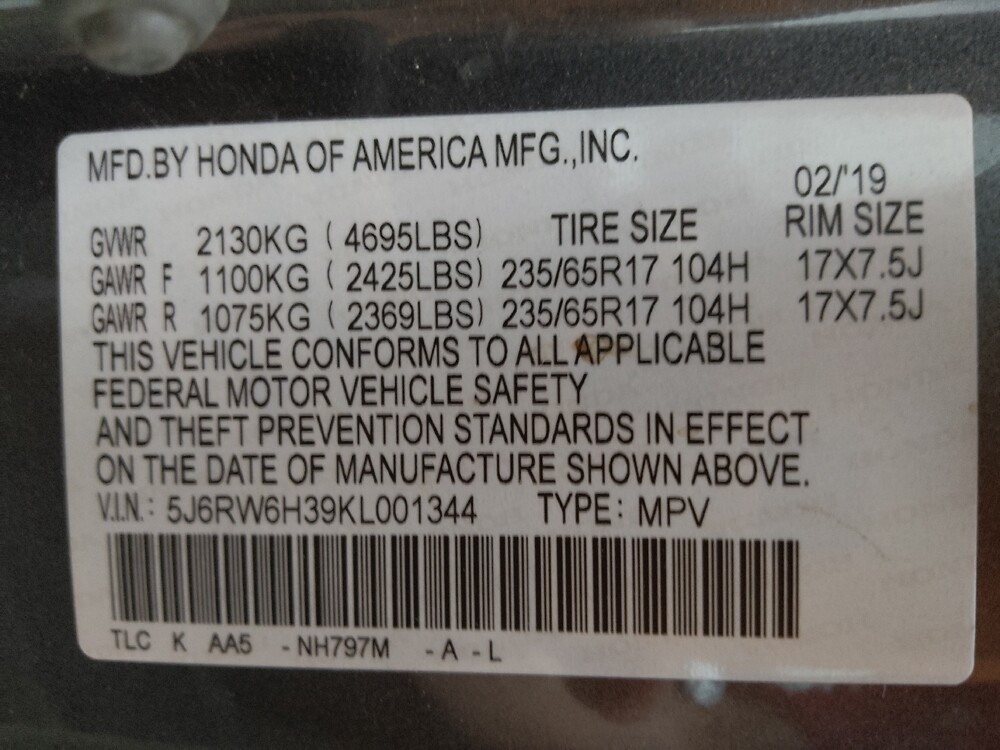 MFD.BY HONDA OF AMERICA MFG.,INC.
02/'19
GVWR 2130KG ( 4695LBS) TIRE SIZE RIM SIZE
GAWR F 1100KG ( 2425LBS) 235/65R17 104H 17X7.5J
GAWR R 1075KG ( 2369LBS) 235/65R17 104H 17X7.5J
THIS VEHICLE CONFORMS TO ALL APPLICABLE
FEDERAL MOTOR VEHICLE SAFETY
AND THEFT PREVENTION STANDARDS IN EFFECT
ON THE DATE OF MANUFACTURE SHOWN ABOVE.
V.I.N.: 5J6RW6H39KL001344 TYPE: MPV
TLC K AA5 -NH797M -A -L